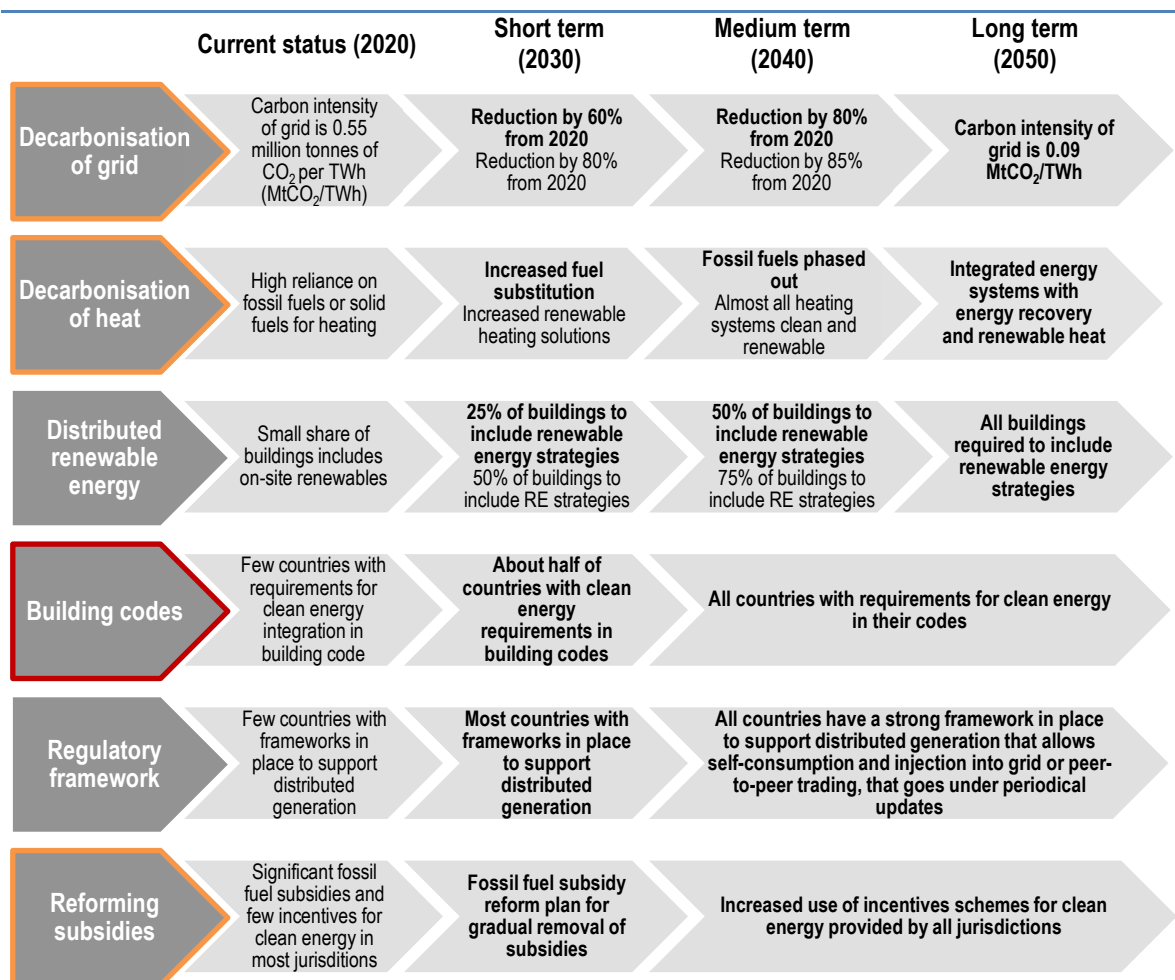 Current status (2020)
Short term
(2030)
Medium term
(2040)
Long term
(2050)
Decarbonisation
of grid
Carbon intensity
of grid is 0.55
million tonnes of
CO₂ per TWh
(MtCO₂/TWh)
Reduction by 60%
from 2020
Reduction by 80%
from 2020
Reduction by 80%
from 2020
Reduction by 85%
from 2020
Carbon intensity of
grid is 0.09
MtCO₂/TWh
Decarbonisation
of heat
High reliance on
fossil fuels or solid
fuels for heating
Increased fuel
substitution
Increased renewable
heating solutions
Fossil fuels phased
out
Almost all heating
systems clean and
renewable
Integrated energy
systems with
energy recovery
and renewable heat
Distributed
renewable
energy
Small share of
buildings includes
on-site renewables
25% of buildings to
include renewable
energy strategies
50% of buildings to
include RE strategies
50% of buildings to
include renewable
energy strategies
75% of buildings to
include RE strategies
All buildings
required to include
renewable energy
strategies
Building codes
Few countries with
requirements for
clean energy
integration in
building code
About half of
countries with clean
energy
requirements in
building codes
All countries with requirements for clean energy
in their codes
Regulatory
framework
Few countries with
frameworks in
place to support
distributed
generation
Most countries with
frameworks in place
to support
distributed
generation
All countries have a strong framework in place
to support distributed generation that allows
self-consumption and injection into grid or peer-
to-peer trading, that goes under periodical
updates
Reforming
subsidies
Significant fossil
fuel subsidies and
few incentives for
clean energy in
most jurisditions
Fossil fuel subsidy
reform plan for
gradual removal of
subsidies
Increased use of incentives schemes for clean
energy provided by all jurisdictions